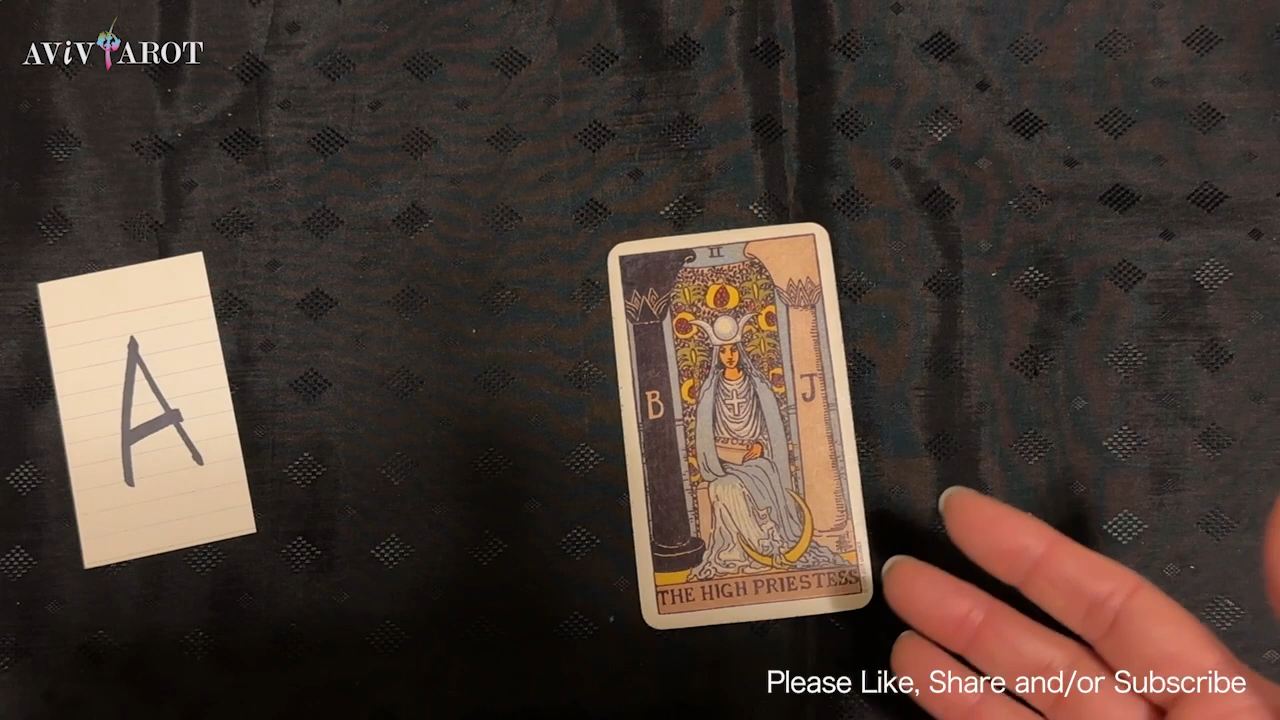 AViV TAROT
A
II
B
J
THE HIGH PRIESTESS
Please Like, Share and/or Subscribe